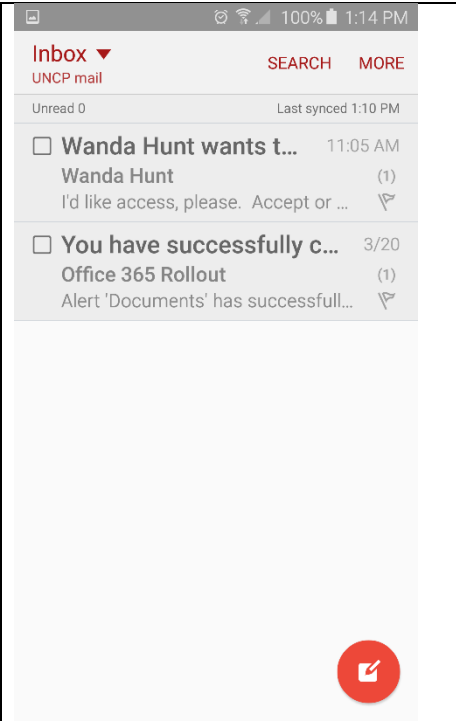 100% 1:14 PM
Inbox
UNCP mail
SEARCH MORE
Unread 0 Last synced 1:10 PM
Wanda Hunt wants t... 11:05 AM
Wanda Hunt (1)
I'd like access, please. Accept or ...
You have successfully c... 3/20
Office 365 Rollout (1)
Alert 'Documents' has successfull...